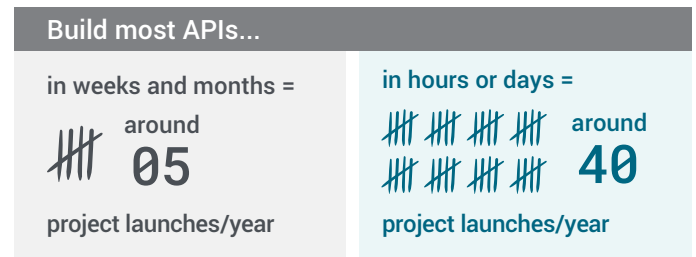 Build most APIs...
in weeks and months =
around
05
project launches/year
in hours or days =
around
40
project launches/year